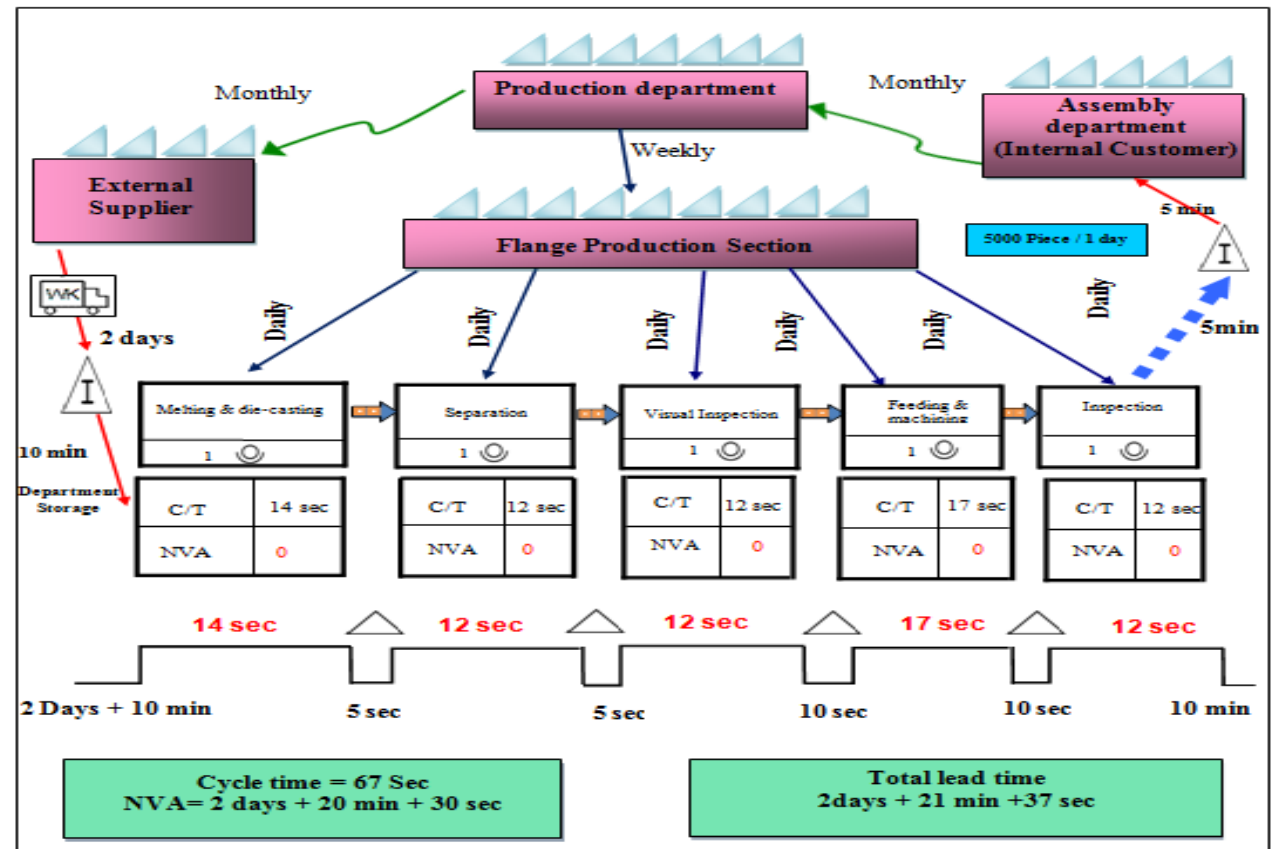 Production department
Monthly
Monthly
Assembly
department
(Internal Customer)
External
Supplier
Weekly
Flange Production Section
5000 Piece / 1 day
5 min
I
5min
WK
2 days
I
10 min
Department
Storage
Daily
Daily
Daily
Daily
Daily
Daily
Melting & die-casting
1
Separation
1
Visual Inspection
1
Feeding &
machining
1
Inspection
1
C/T 14 sec
NVA 0
C/T 12 sec
NVA 0
C/T 12 sec
NVA 0
C/T 17 sec
NVA 0
C/T 12 sec
NVA 0
14 sec
12 sec
12 sec
17 sec
12 sec
2 Days + 10 min
5 sec
5 sec
10 sec
10 sec
10 min
Cycle time = 67 Sec
NVA= 2 days + 20 min + 30 sec
Total lead time
2days + 21 min +37 sec